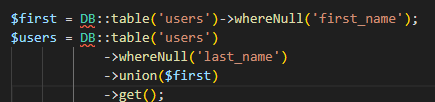 $first = DB::table('users')->whereNull('first_name');
$users = DB::table('users')
->whereNull('last_name')
->union($first)
->get();